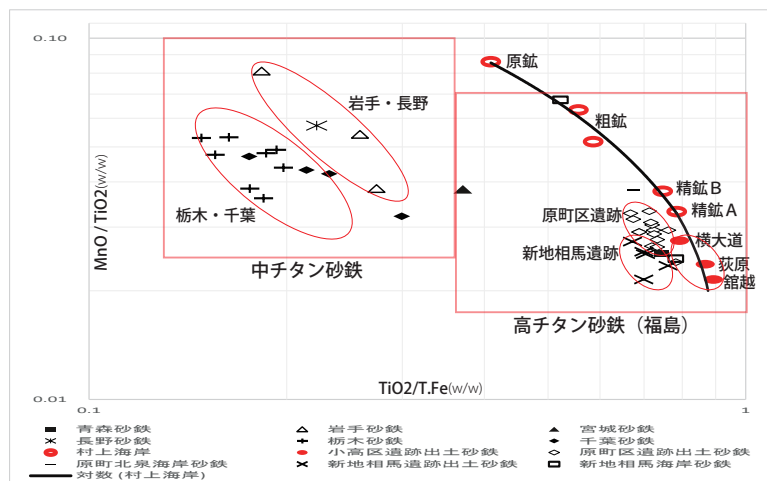 0.10
原鉱
岩手・長野
粗鉱
MnO / TiO2(w/w)
精鉱B
精鉱A
原町区遺跡
栃木・千葉
横大道
新地相馬遺跡
荻原
舘越
中チタン砂鉄
高チタン砂鉄（福島）
TiO2/T.Fe(w/w)
0.01
0.1
1
青森砂鉄
岩手砂鉄
宮城砂鉄
長野砂鉄
栃木砂鉄
千葉砂鉄
村上海岸
小高区遺跡出土砂鉄
原町区遺跡出土砂鉄
原町北泉海岸砂鉄
新地相馬遺跡出土砂鉄
新地相馬海岸砂鉄
対数 (村上海岸)